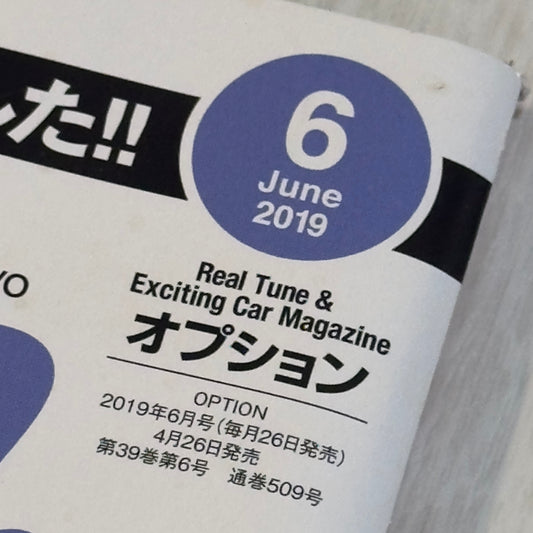 した!!
6
June
2019
YO
Real Tune &
Exciting Car Magazine
オプション
OPTION
2019年6月号(毎月26日発売)
4月26日発売
第39巻第6号 通巻509号